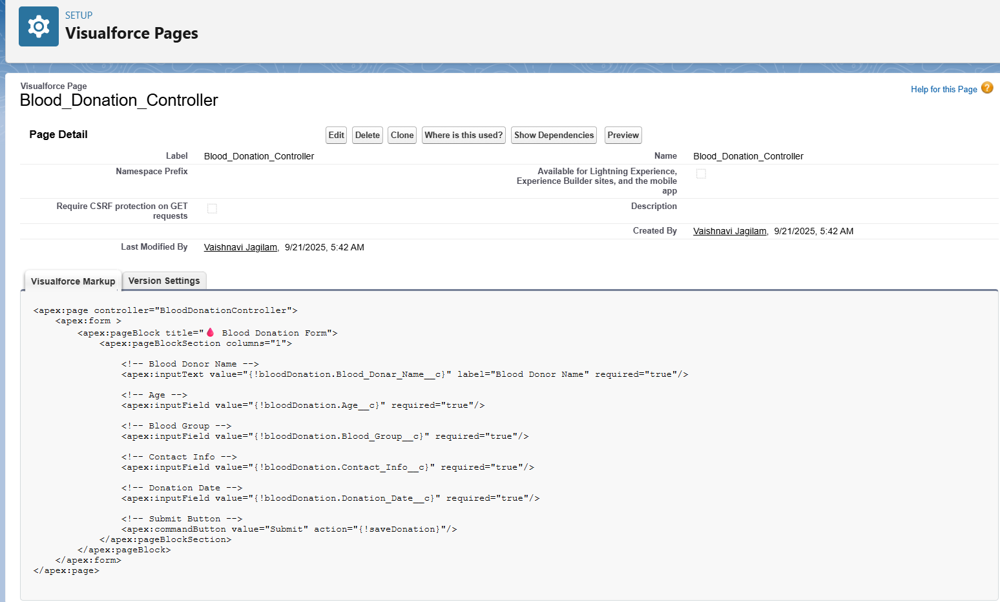 SETUP
Visualforce Pages
Visualforce Page
Blood_Donation_Controller
Help for this Page ?
Page Detail
Edit Delete Clone Where is this used? Show Dependencies Preview
Label Blood_Donation_Controller Name Blood_Donation_Controller
Namespace Prefix Available for Lightning Experience,
Experience Builder sites, and the mobile
app
Require CSRF protection on GET Description
requests
Created By Vaishnavi Jagilam, 9/21/2025, 5:42 AM
Last Modified By Vaishnavi Jagilam, 9/21/2025, 5:42 AM
Visualforce Markup Version Settings
<apex:page controller="BloodDonationController">
<apex:form >
<apex:pageBlock title="🩸 Blood Donation Form">
<apex:pageBlockSection columns="1">
<!-- Blood Donor Name -->
<apex:inputText value="{!bloodDonation.Blood_Donar_Name__c}" label="Blood Donor Name" required="true"/>
<!-- Age -->
<apex:inputField value="{!bloodDonation.Age__c}" required="true"/>
<!-- Blood Group -->
<apex:inputField value="{!bloodDonation.Blood_Group__c}" required="true"/>
<!-- Contact Info -->
<apex:inputField value="{!bloodDonation.Contact_Info__c}" required="true"/>
<!-- Donation Date -->
<apex:inputField value="{!bloodDonation.Donation_Date__c}" required="true"/>
<!-- Submit Button -->
<apex:commandButton value="Submit" action="{!saveDonation}"/>
</apex:pageBlockSection>
</apex:pageBlock>
</apex:form>
</apex:page>